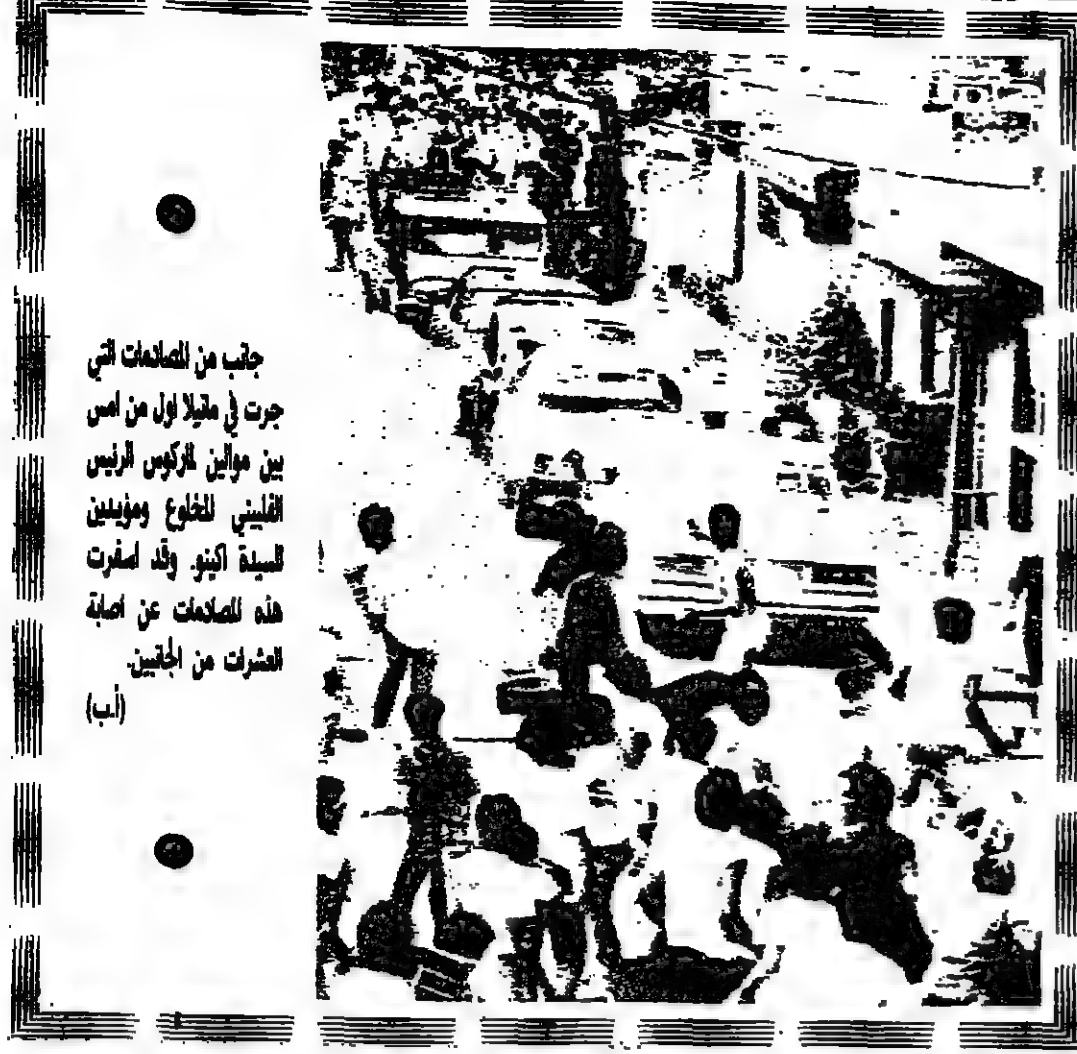 جانب من المصادمات التي
جرت في مانيلا اول من امس
بين موالين لماركوس الرئيس
الفلبيني المخلوع ومؤيدين
للسيدة اكينو. وقد اسفرت
هذه المصادمات عن اصابة
العشرات من الجانبين.
(أ.ب)